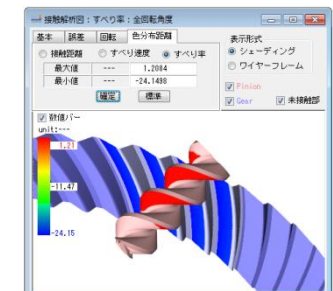 接触解析図：すべり率：全回転角度
基本 誤差 回転 色分布距離
接触距離 すべり速度 すべり率
最大値 --- 1.2084
最小値 --- -24.1498
確定 標準
表示形式
シェーディング
ワイヤーフレーム
Pinion
Gear 未接触部
数値バー
unit:---
1.21
-11.47
-24.15